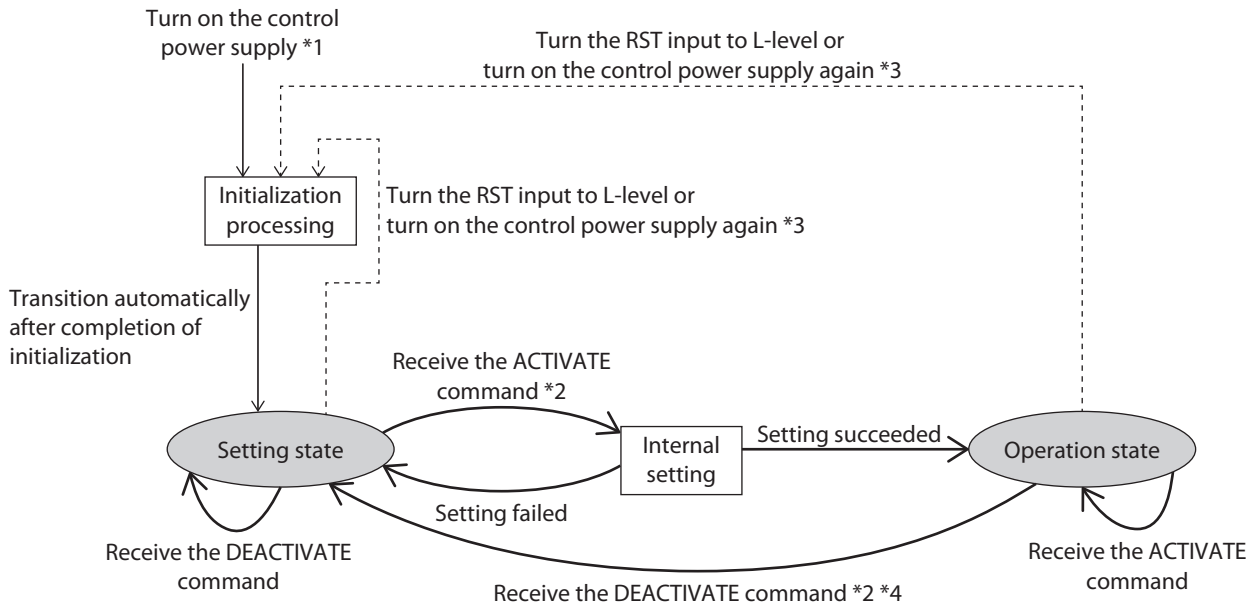 Turn on the control
power supply *1
Turn the RST input to L-level or
turn on the control power supply again *3
Initialization
processing
Turn the RST input to L-level or
turn on the control power supply again *3
Transition automatically
after completion of
initialization
Receive the ACTIVATE
command *2
Setting state
Internal
setting
Setting succeeded
Operation state
Setting failed
Receive the DEACTIVATE
command
Receive the DEACTIVATE command *2 *4
Receive the ACTIVATE
command